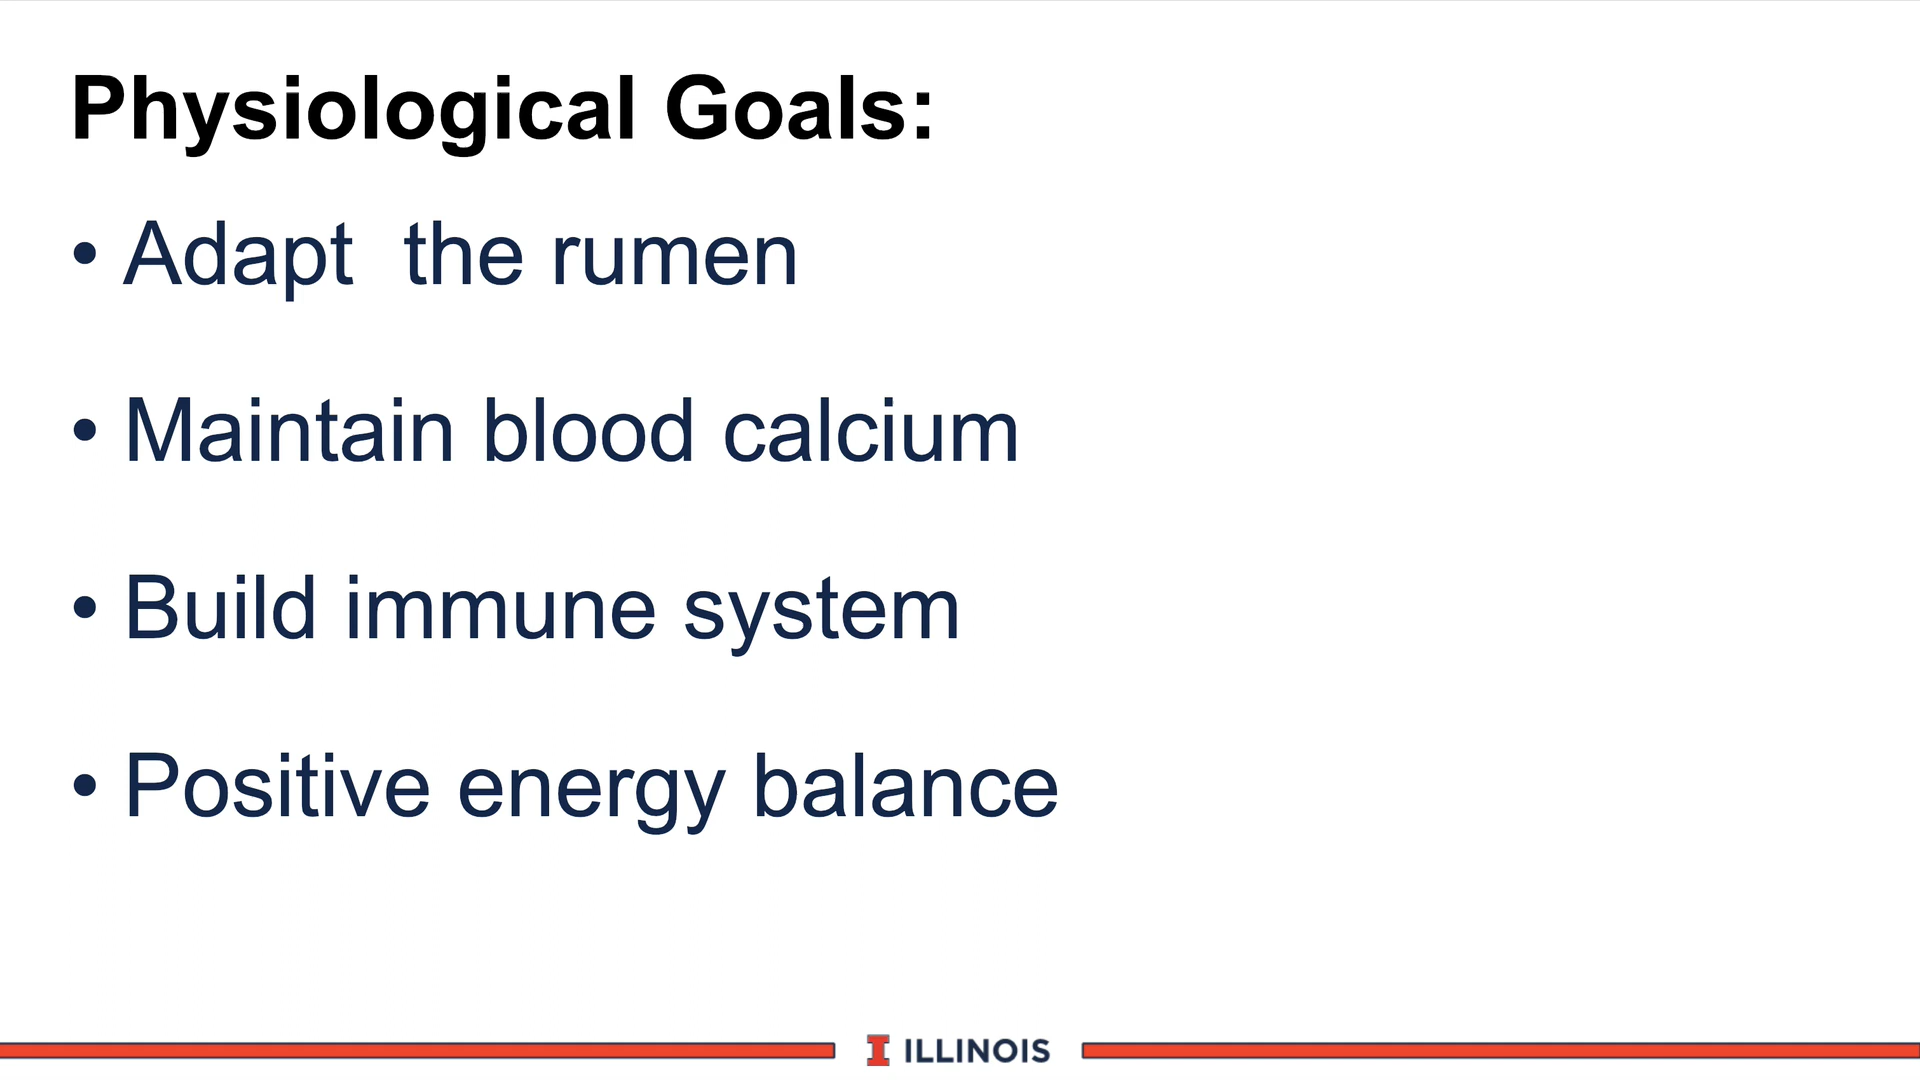 Physiological Goals:
• Adapt  the rumen
• Maintain blood calcium
• Build immune system
• Positive energy balance
I ILLINOIS